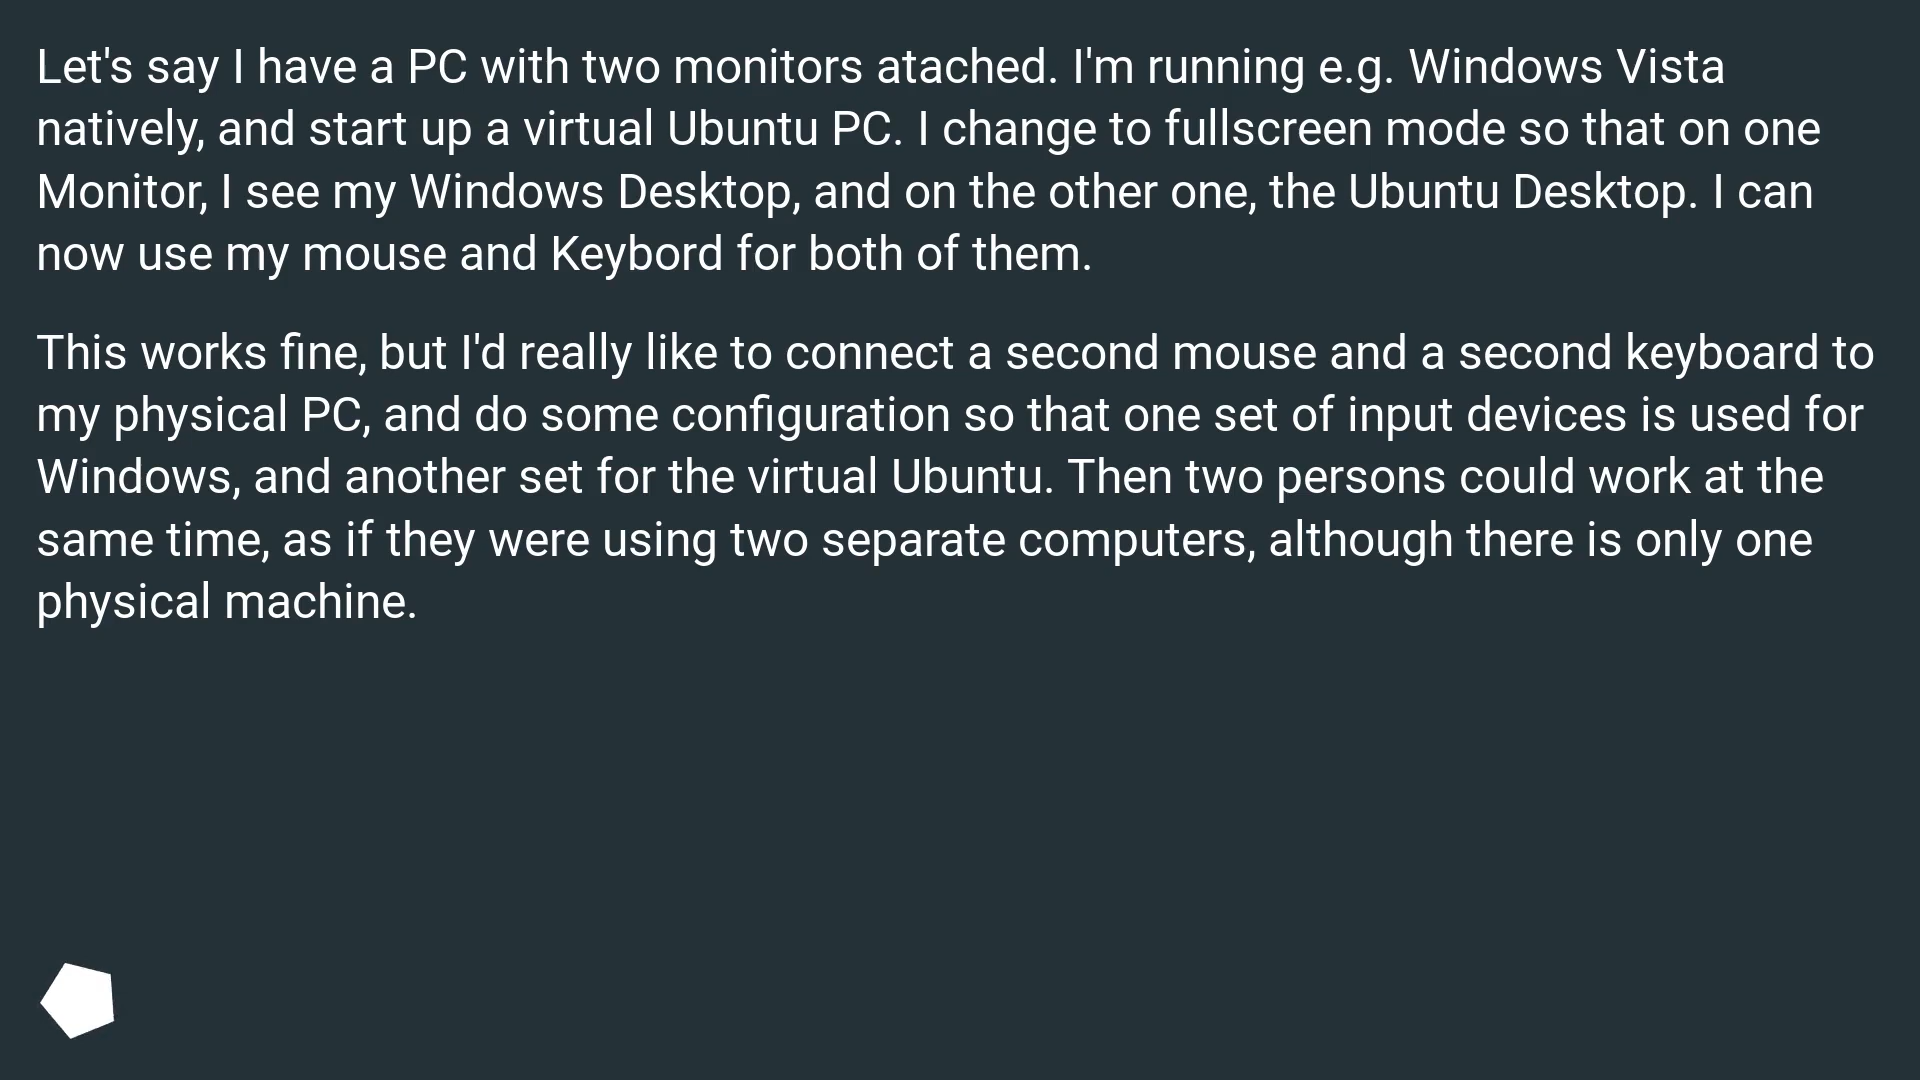 Let's say I have a PC with two monitors atached. I'm running e.g. Windows Vista
natively, and start up a virtual Ubuntu PC. I change to fullscreen mode so that on one
Monitor, I see my Windows Desktop, and on the other one, the Ubuntu Desktop. I can
now use my mouse and Keybord for both of them.
This works fine, but I'd really like to connect a second mouse and a second keyboard to
my physical PC, and do some configuration so that one set of input devices is used for
Windows, and another set for the virtual Ubuntu. Then two persons could work at the
same time, as if they were using two separate computers, although there is only one
physical machine.